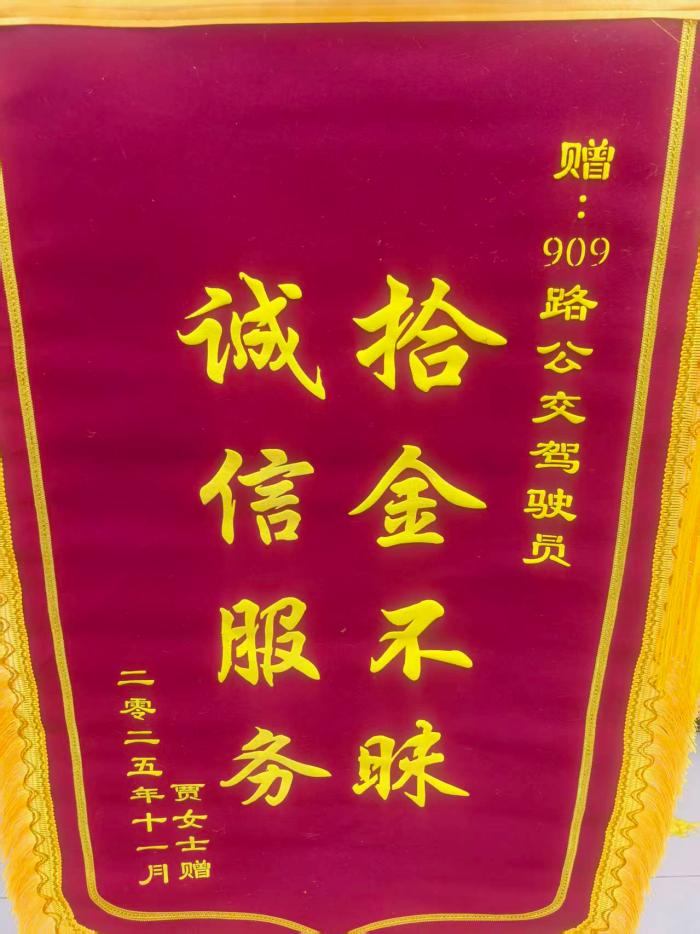 赠：909路公交驾驶员
拾金不昧
诚信服务
贾女士赠
二零二五年十一月